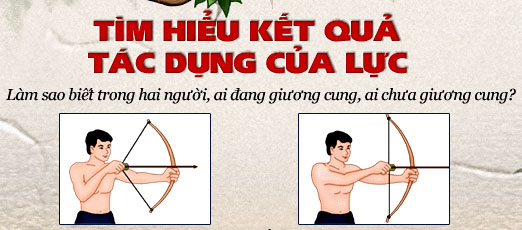 TÌM HIỂU KẾT QUẢ
TÁC DỤNG CỦA LỰC
Làm sao biết trong hai người, ai đang giương cung, ai chưa giương cung?